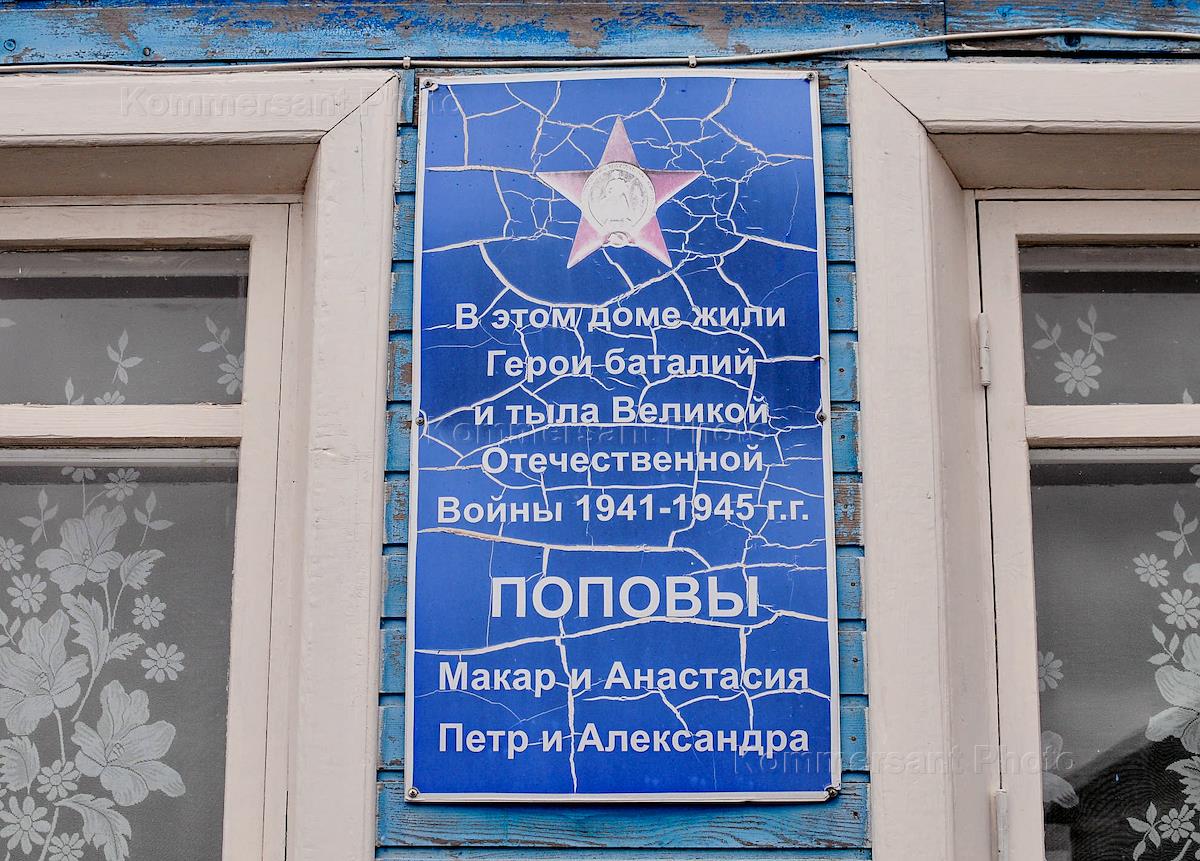 Kommersant Photo
В этом доме жили
Герои баталий
и тыла Великой
Kommersant Photo
Отечественной
Войны 1941-1945 г.г.
ПОПОВЫ
Макар и Анастасия
Петр и Александра
Kommersant Photo